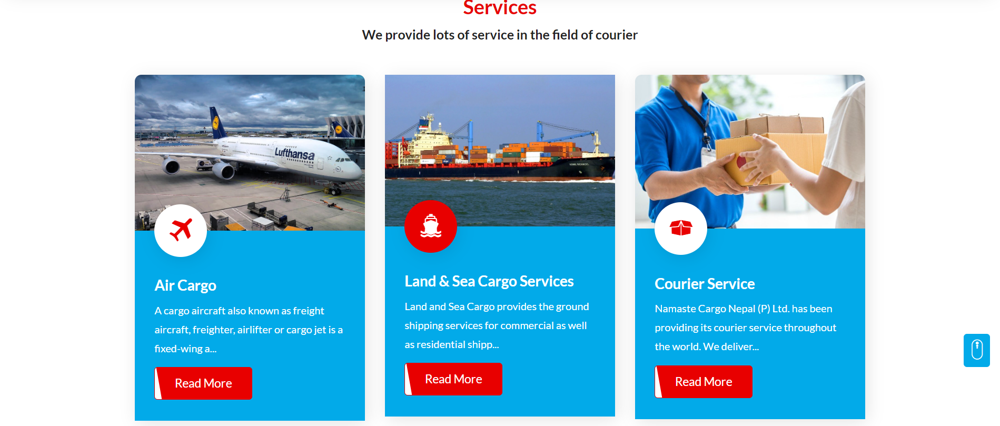 Services
We provide lots of service in the field of courier
Lufthansa
Air Cargo
A cargo aircraft also known as freight
aircraft, freighter, airlifter or cargo jet is a
fixed-wing a...
Read More
Land & Sea Cargo Services
Land and Sea Cargo provides the ground
shipping services for commercial as well
as residential shipp...
Read More
Courier Service
Namaste Cargo Nepal (P) Ltd. has been
providing its courier service throughout
the world. We deliver...
Read More